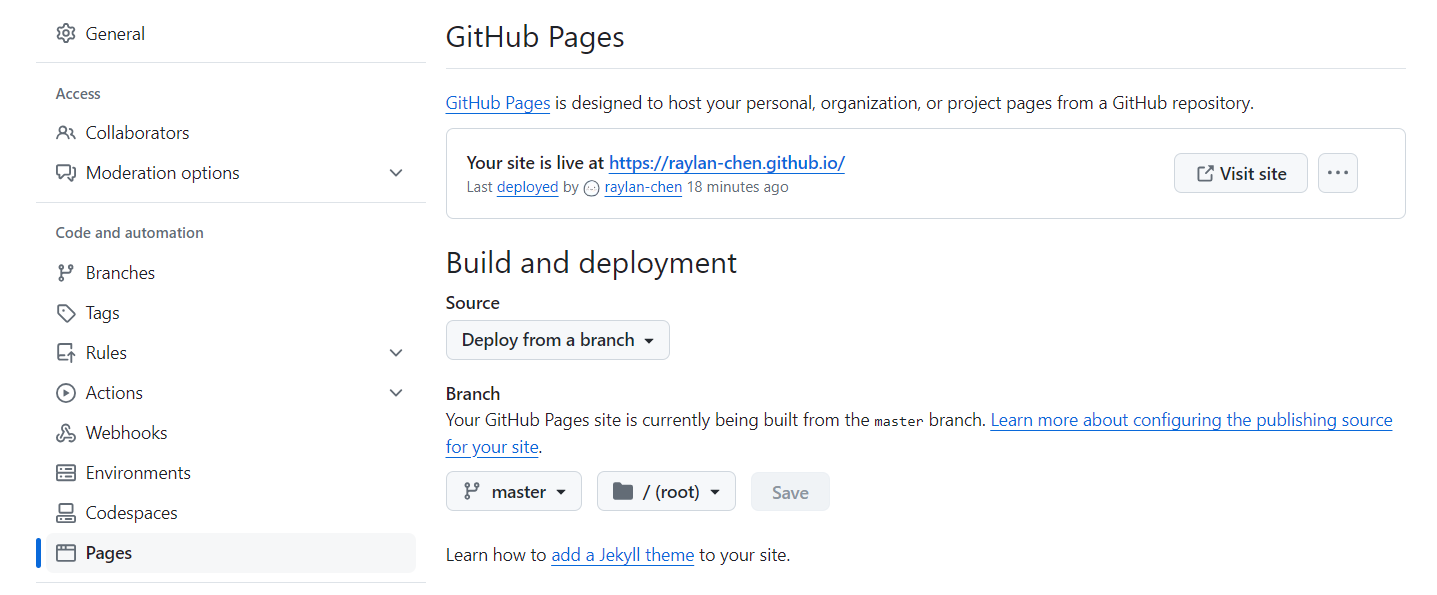 General
Access
Collaborators
Moderation options
Code and automation
Branches
Tags
Rules
Actions
Webhooks
Environments
Codespaces
Pages
GitHub Pages
GitHub Pages is designed to host your personal, organization, or project pages from a GitHub repository.
Your site is live at https://raylan-chen.github.io/
Last deployed by raylan-chen 18 minutes ago
Visit site
Build and deployment
Source
Deploy from a branch
Branch
Your GitHub Pages site is currently being built from the master branch. Learn more about configuring the publishing source
for your site.
master
/ (root)
Save
Learn how to add a Jekyll theme to your site.